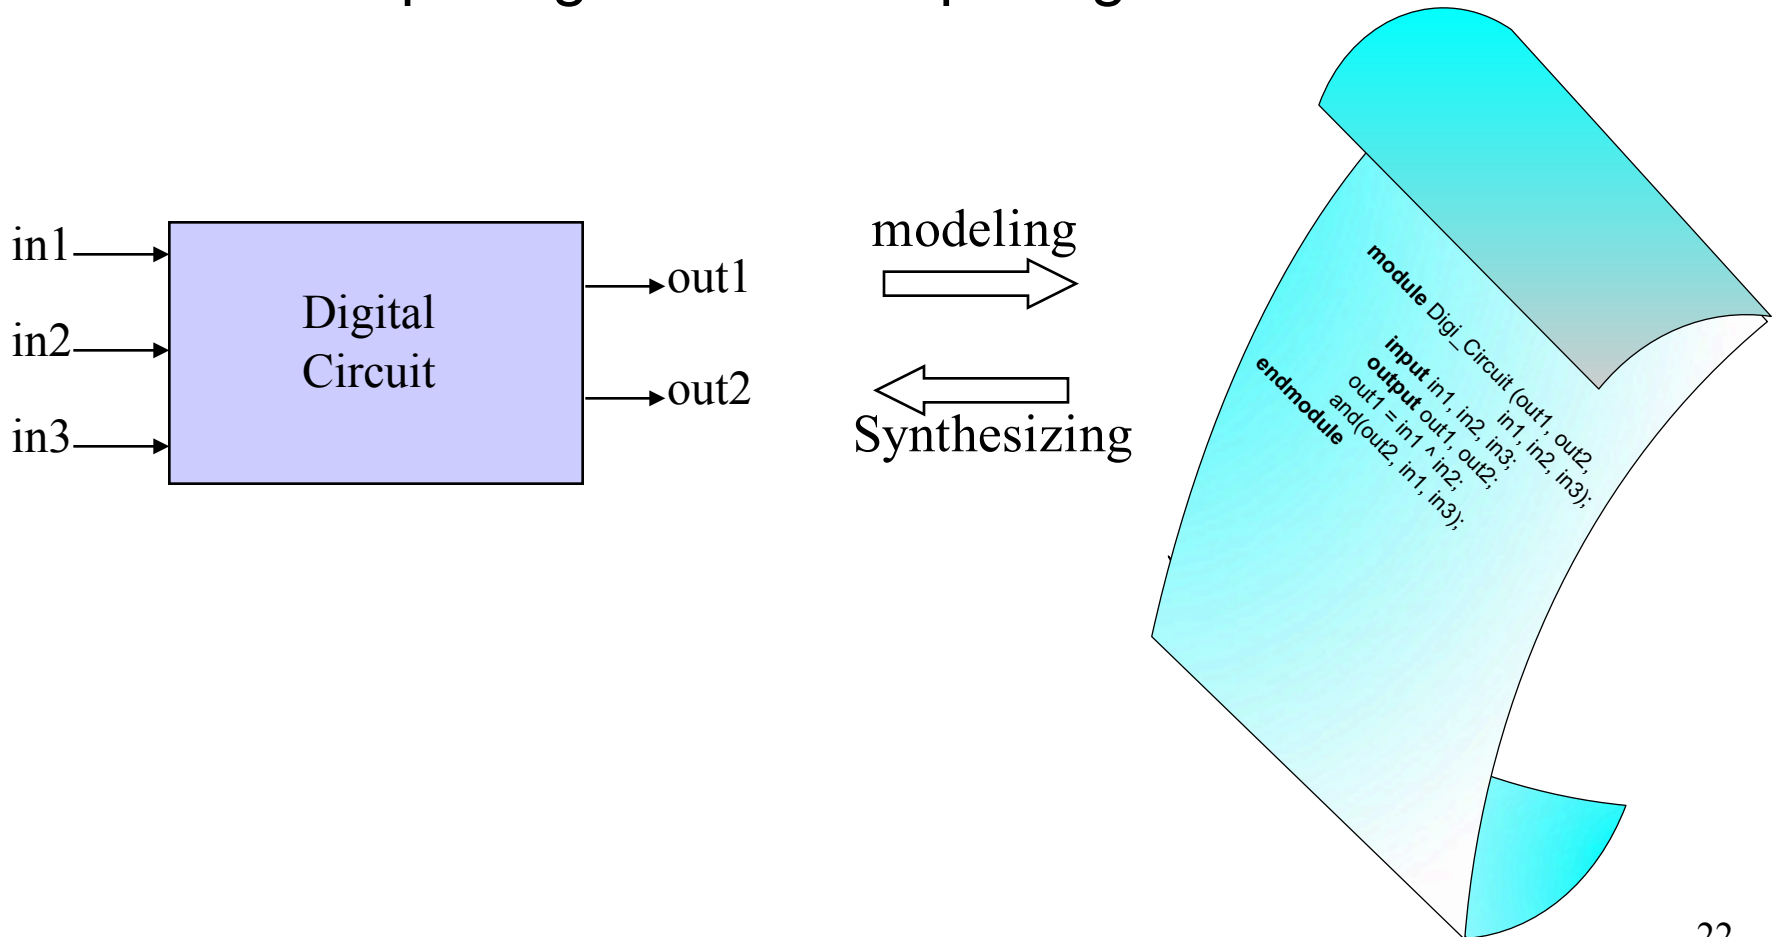 in1
in2
in3
Digital
Circuit
out1
out2
modeling
Synthesizing
module Digi_Circuit (out1, out2,
in1, in2, in3);
input in1, in2, in3;
output out1, out2;
out1 = in1 ^ in2;
and(out2, in1, in3);
endmodule
22